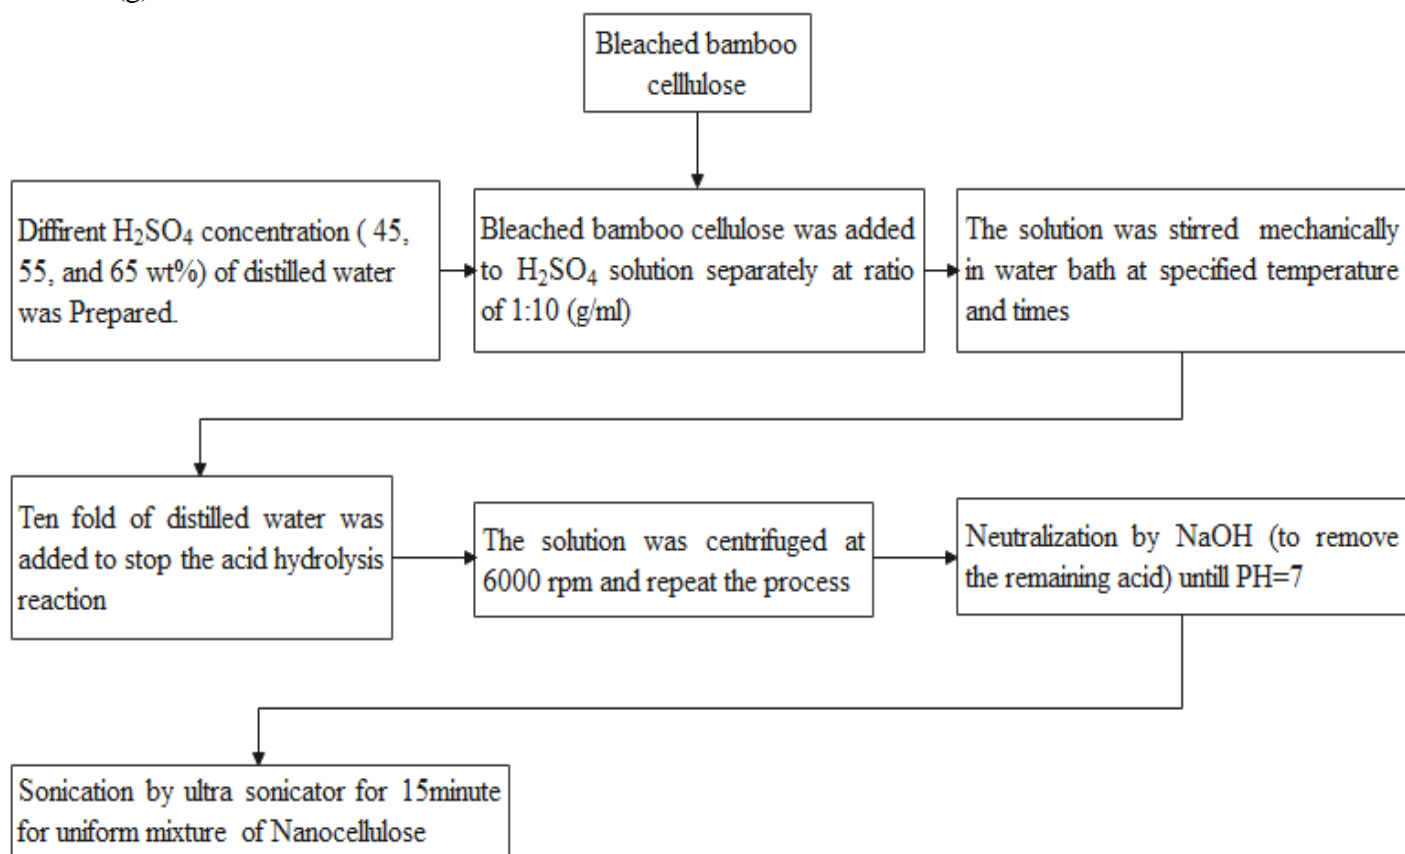 (g)
Bleached bamboo
celllulose
Diffirent H₂SO₄ concentration ( 45,
55, and 65 wt%) of distilled water
was Prepared.
Bleached bamboo cellulose was added
to H₂SO₄ solution separately at ratio
of 1:10 (g/ml)
The solution was stirred mechanically
in water bath at specified temperature
and times
Ten fold of distilled water was
added to stop the acid hydrolysis
reaction
The solution was centrifuged at
6000 rpm and repeat the process
Neutralization by NaOH (to remove
the remaining acid) untill PH=7
Sonication by ultra sonicator for 15minute
for uniform mixture of Nanocellulose